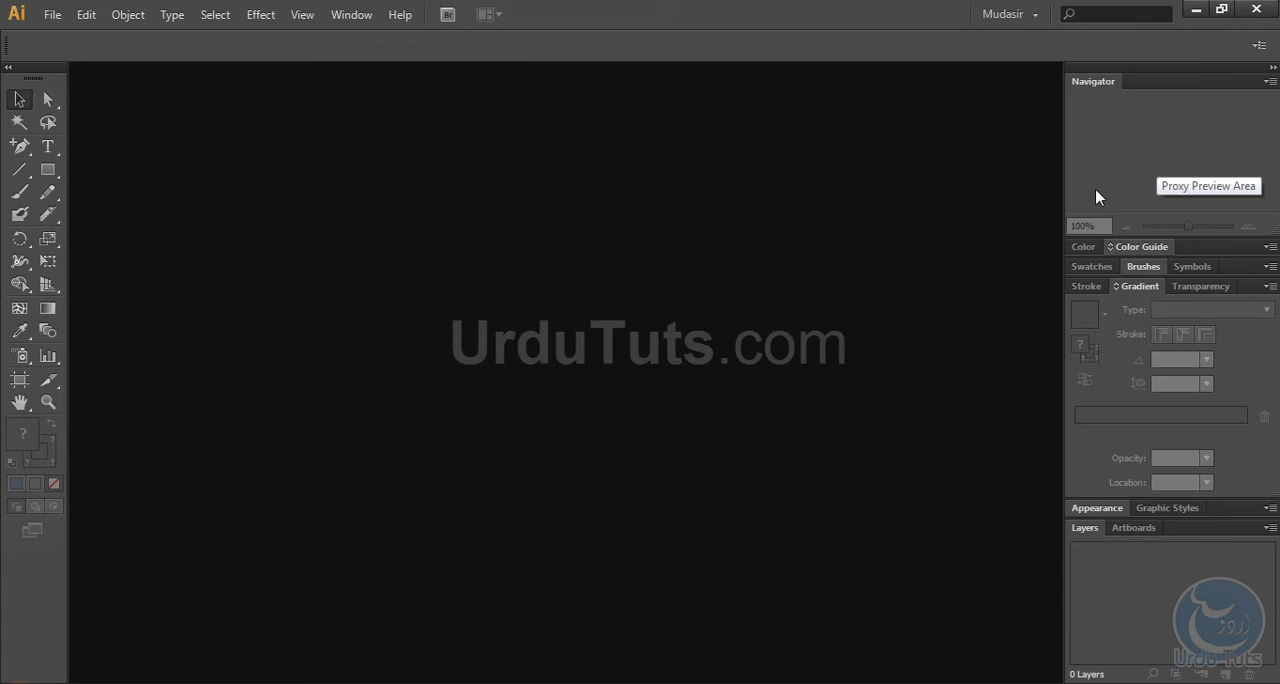 Ai File Edit Object Type Select Effect View Window Help Br Mudasir
Navigator
Proxy Preview Area
100%
Color Color Guide
Swatches Brushes Symbols
Stroke Gradient Transparency
Type:
Stroke:
?
UrduTuts.com
?
Opacity:
Location:
Appearance Graphic Styles
Layers Artboards
اردو
Urdu-Tuts
0 Layers